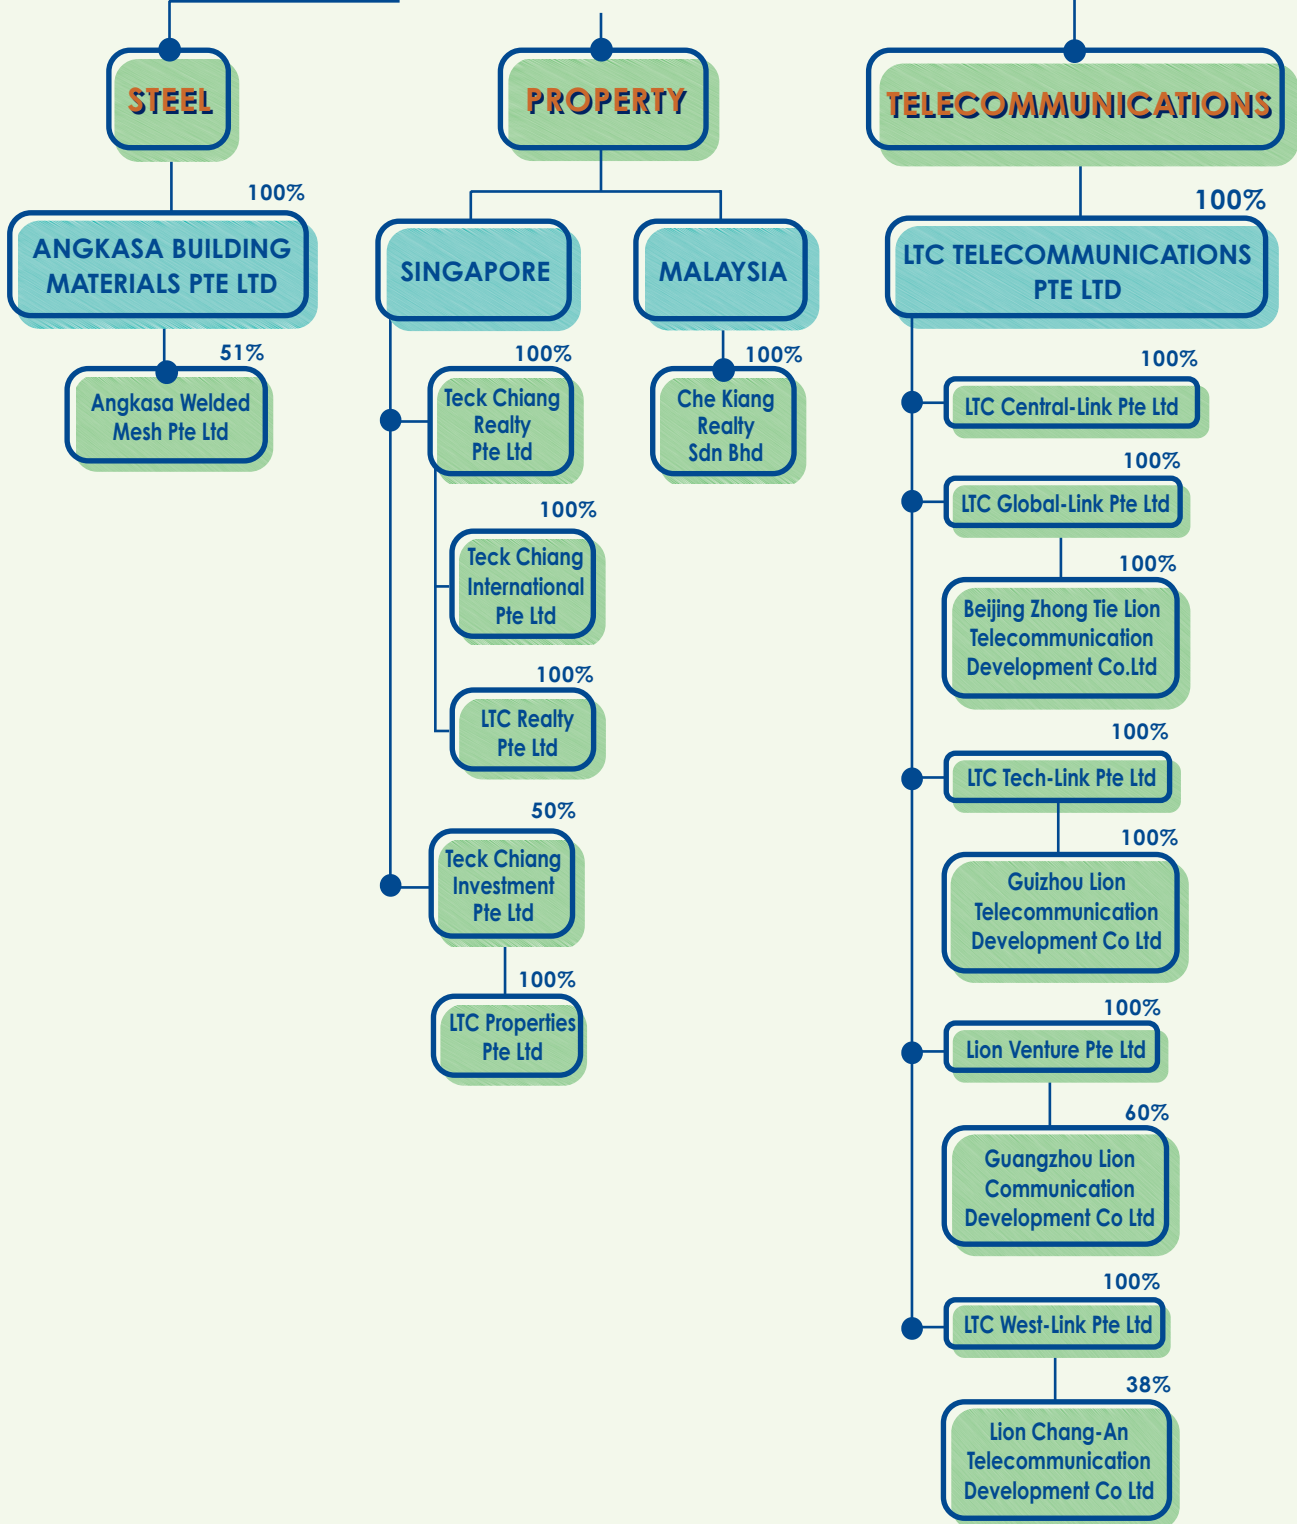 STEEL
100%
ANGKASA BUILDING
MATERIALS PTE LTD
51%
Angkasa Welded
Mesh Pte Ltd
PROPERTY
SINGAPORE
100%
Teck Chiang
Realty
Pte Ltd
100%
Teck Chiang
International
Pte Ltd
100%
LTC Realty
Pte Ltd
50%
Teck Chiang
Investment
Pte Ltd
100%
LTC Properties
Pte Ltd
MALAYSIA
100%
Che Kiang
Realty
Sdn Bhd
TELECOMMUNICATIONS
100%
LTC TELECOMMUNICATIONS
PTE LTD
100%
LTC Central-Link Pte Ltd
100%
LTC Global-Link Pte Ltd
100%
Beijing Zhong Tie Lion
Telecommunication
Development Co.Ltd
100%
LTC Tech-Link Pte Ltd
100%
Guizhou Lion
Telecommunication
Development Co Ltd
100%
Lion Venture Pte Ltd
60%
Guangzhou Lion
Communication
Development Co Ltd
100%
LTC West-Link Pte Ltd
38%
Lion Chang-An
Telecommunication
Development Co Ltd